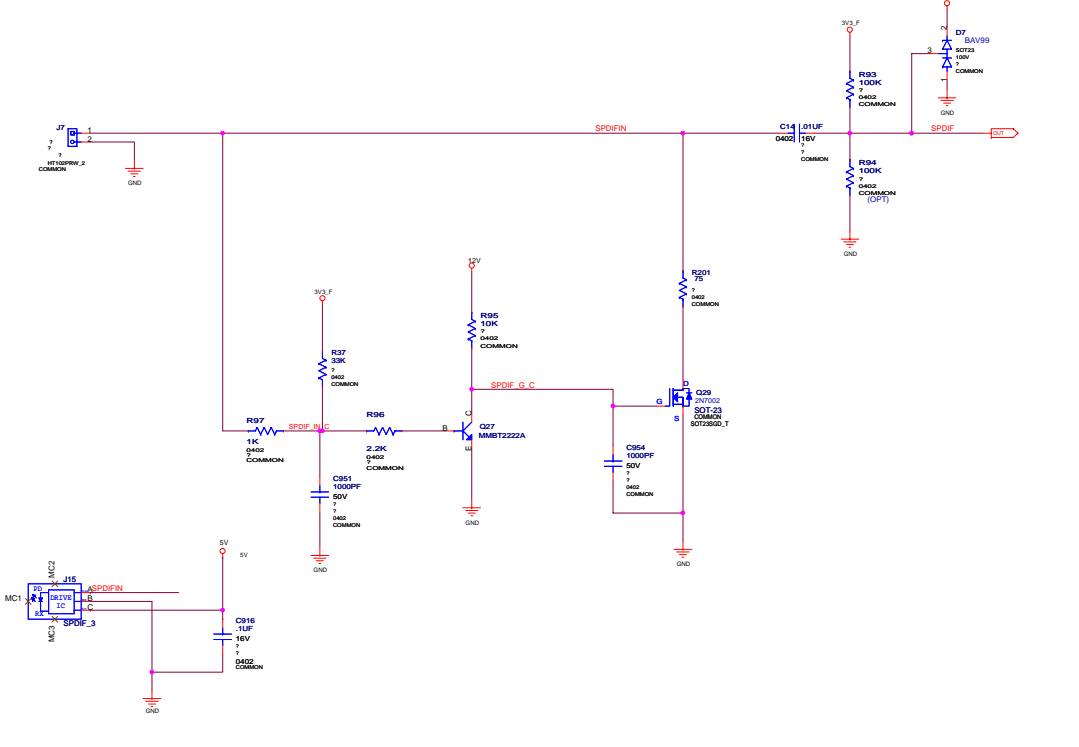 3V3_F
2
D7
BAV99
SOT23
100V
?
COMMON
3
1
GND
R93
100K
?
0402
COMMON
J7
1
2
?
?
?
HT102PRW_2
COMMON
GND
SPDIFIN
C14
.01UF
0402
16V
?
?
COMMON
SPDIF
OUT
R94
100K
?
0402
COMMON
(OPT)
GND
12V
R201
75
?
0402
COMMON
3V3_F
R95
10K
?
0402
COMMON
R37
33K
?
0402
COMMON
SPDIF_G_C
D
G
S
Q29
2N7002
SOT-23
COMMON
SOT23SGD_T
R97
1K
0402
?
COMMON
SPDIF_IN_C
R96
2.2K
0402
?
COMMON
B
C
E
Q27
MMBT2222A
C954
1000PF
50V
?
?
0402
COMMON
C951
1000PF
50V
?
?
0402
COMMON
GND
GND
GND
5V
5V
MC2
MC1
MC3
J15
PD
RX
DRIVE
IC
A
B
C
SPDIFIN
SPDIF_3
C916
.1UF
16V
?
?
0402
COMMON
GND